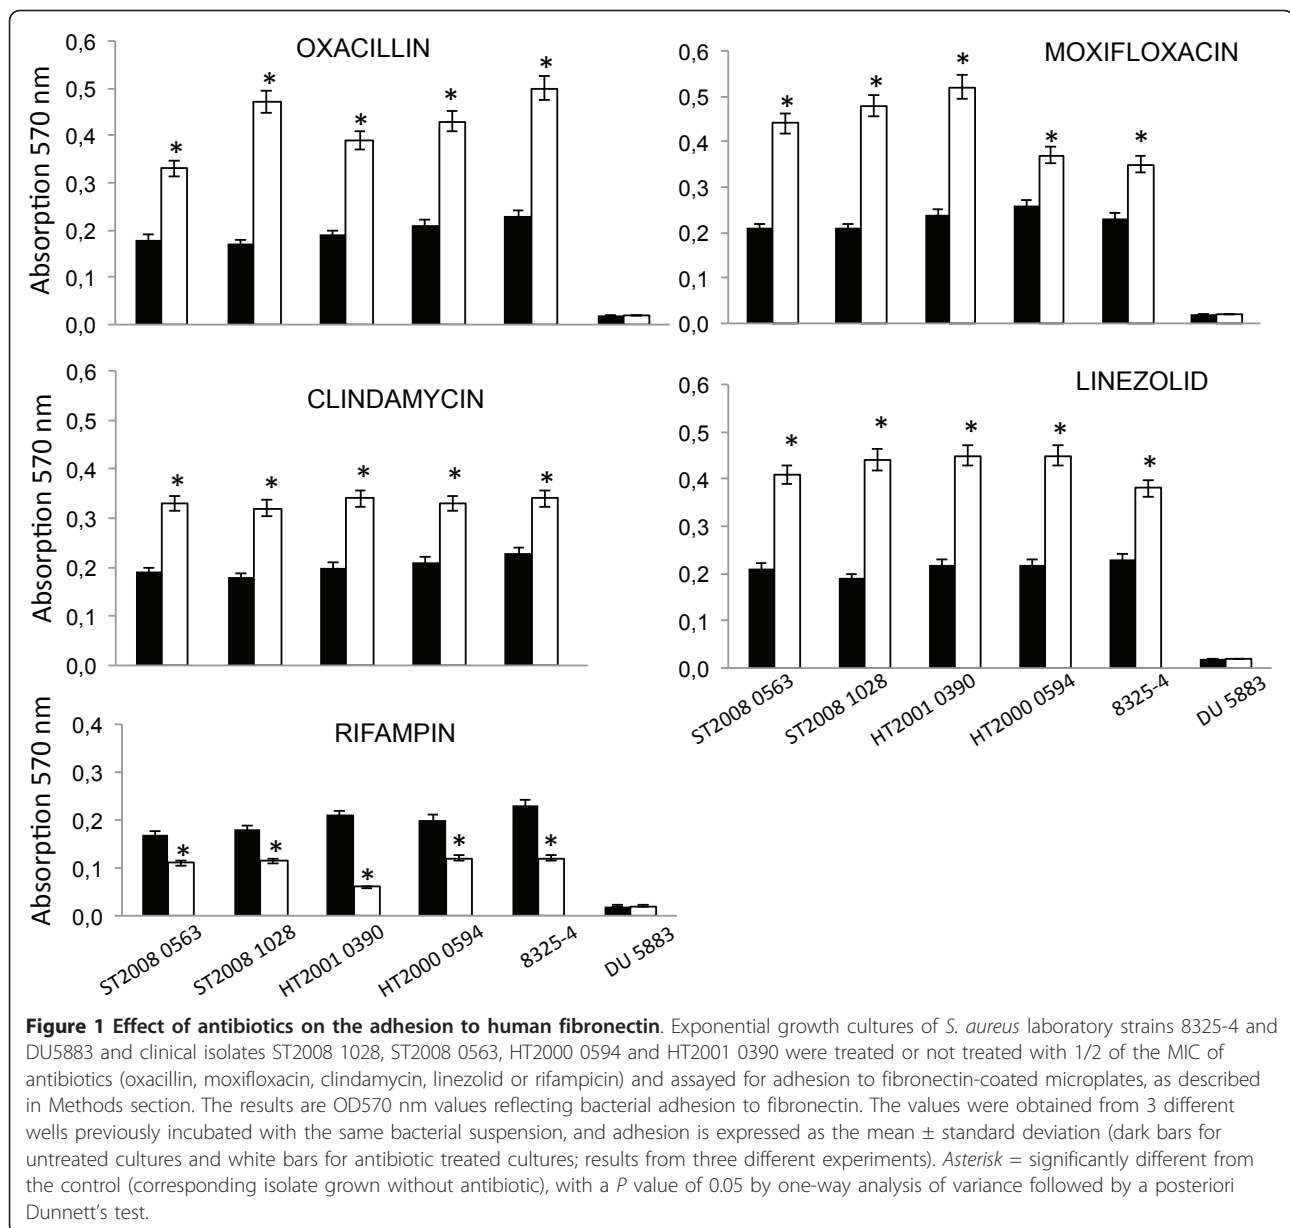 OXACILLIN
Absorption 570 nm
0,6
0,5
0,4
0,3
0,2
0,1
0,0
* * * * *
MOXIFLOXACIN
0,6
0,5
0,4
0,3
0,2
0,1
0,0
* * * * *
CLINDAMYCIN
Absorption 570 nm
0,6
0,5
0,4
0,3
0,2
0,1
0,0
* * * * *
LINEZOLID
0,6
0,5
0,4
0,3
0,2
0,1
0,0
* * * * *
ST2008 0563
ST2008 1028
HT2001 0390
HT2000 0594
8325-4
DU 5883
RIFAMPIN
Absorption 570 nm
0,4
0,3
0,2
0,1
0,0
* * * * *
ST2008 0563
ST2008 1028
HT2001 0390
HT2000 0594
8325-4
DU 5883
Figure 1 Effect of antibiotics on the adhesion to human fibronectin. Exponential growth cultures of S. aureus laboratory strains 8325-4 and
DU5883 and clinical isolates ST2008 1028, ST2008 0563, HT2000 0594 and HT2001 0390 were treated or not treated with 1/2 of the MIC of
antibiotics (oxacillin, moxifloxacin, clindamycin, linezolid or rifampicin) and assayed for adhesion to fibronectin-coated microplates, as described
in Methods section. The results are OD570 nm values reflecting bacterial adhesion to fibronectin. The values were obtained from 3 different
wells previously incubated with the same bacterial suspension, and adhesion is expressed as the mean ± standard deviation (dark bars for
untreated cultures and white bars for antibiotic treated cultures; results from three different experiments). Asterisk = significantly different from
the control (corresponding isolate grown without antibiotic), with a P value of 0.05 by one-way analysis of variance followed by a posteriori
Dunnett's test.